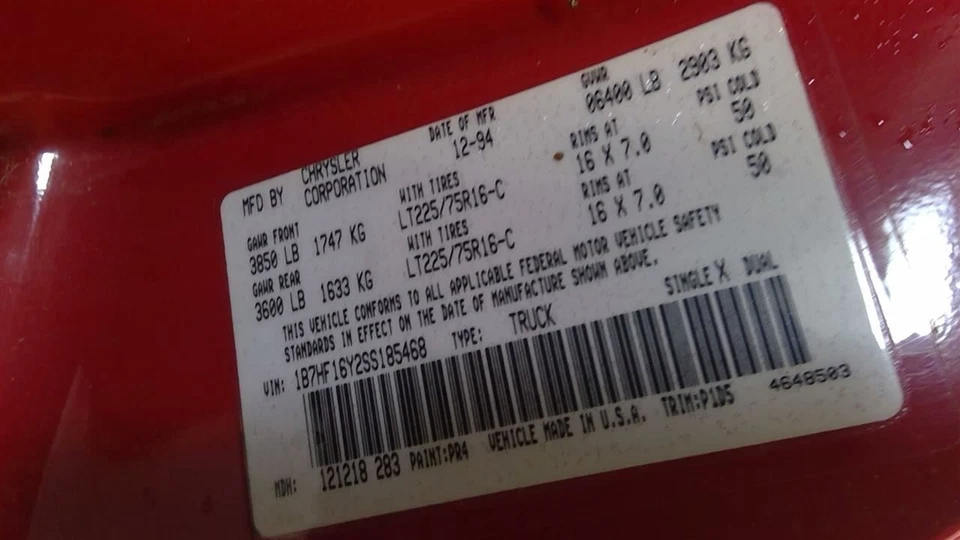 MFD BY CHRYSLER CORPORATION DATE OF MFR 12-94 GVWR 06400 LB 2903 KG
GAWR FRONT 3850 LB 1747 KG WITH TIRES LT225/75R16-C RIMS AT 16 X 7.0 PSI COLD 50
GAWR REAR 3600 LB 1633 KG WITH TIRES LT225/75R16-C RIMS AT 16 X 7.0 PSI COLD 50
THIS VEHICLE CONFORMS TO ALL APPLICABLE FEDERAL MOTOR VEHICLE SAFETY
STANDARDS IN EFFECT ON THE DATE OF MANUFACTURE SHOWN ABOVE.
VIN: 1B7HF16Y2SS185468 TYPE: TRUCK SINGLE X DUAL
MDH: 121218 283 PAINT:PR4 VEHICLE MADE IN U.S.A. TRIM:P1D5 4648503